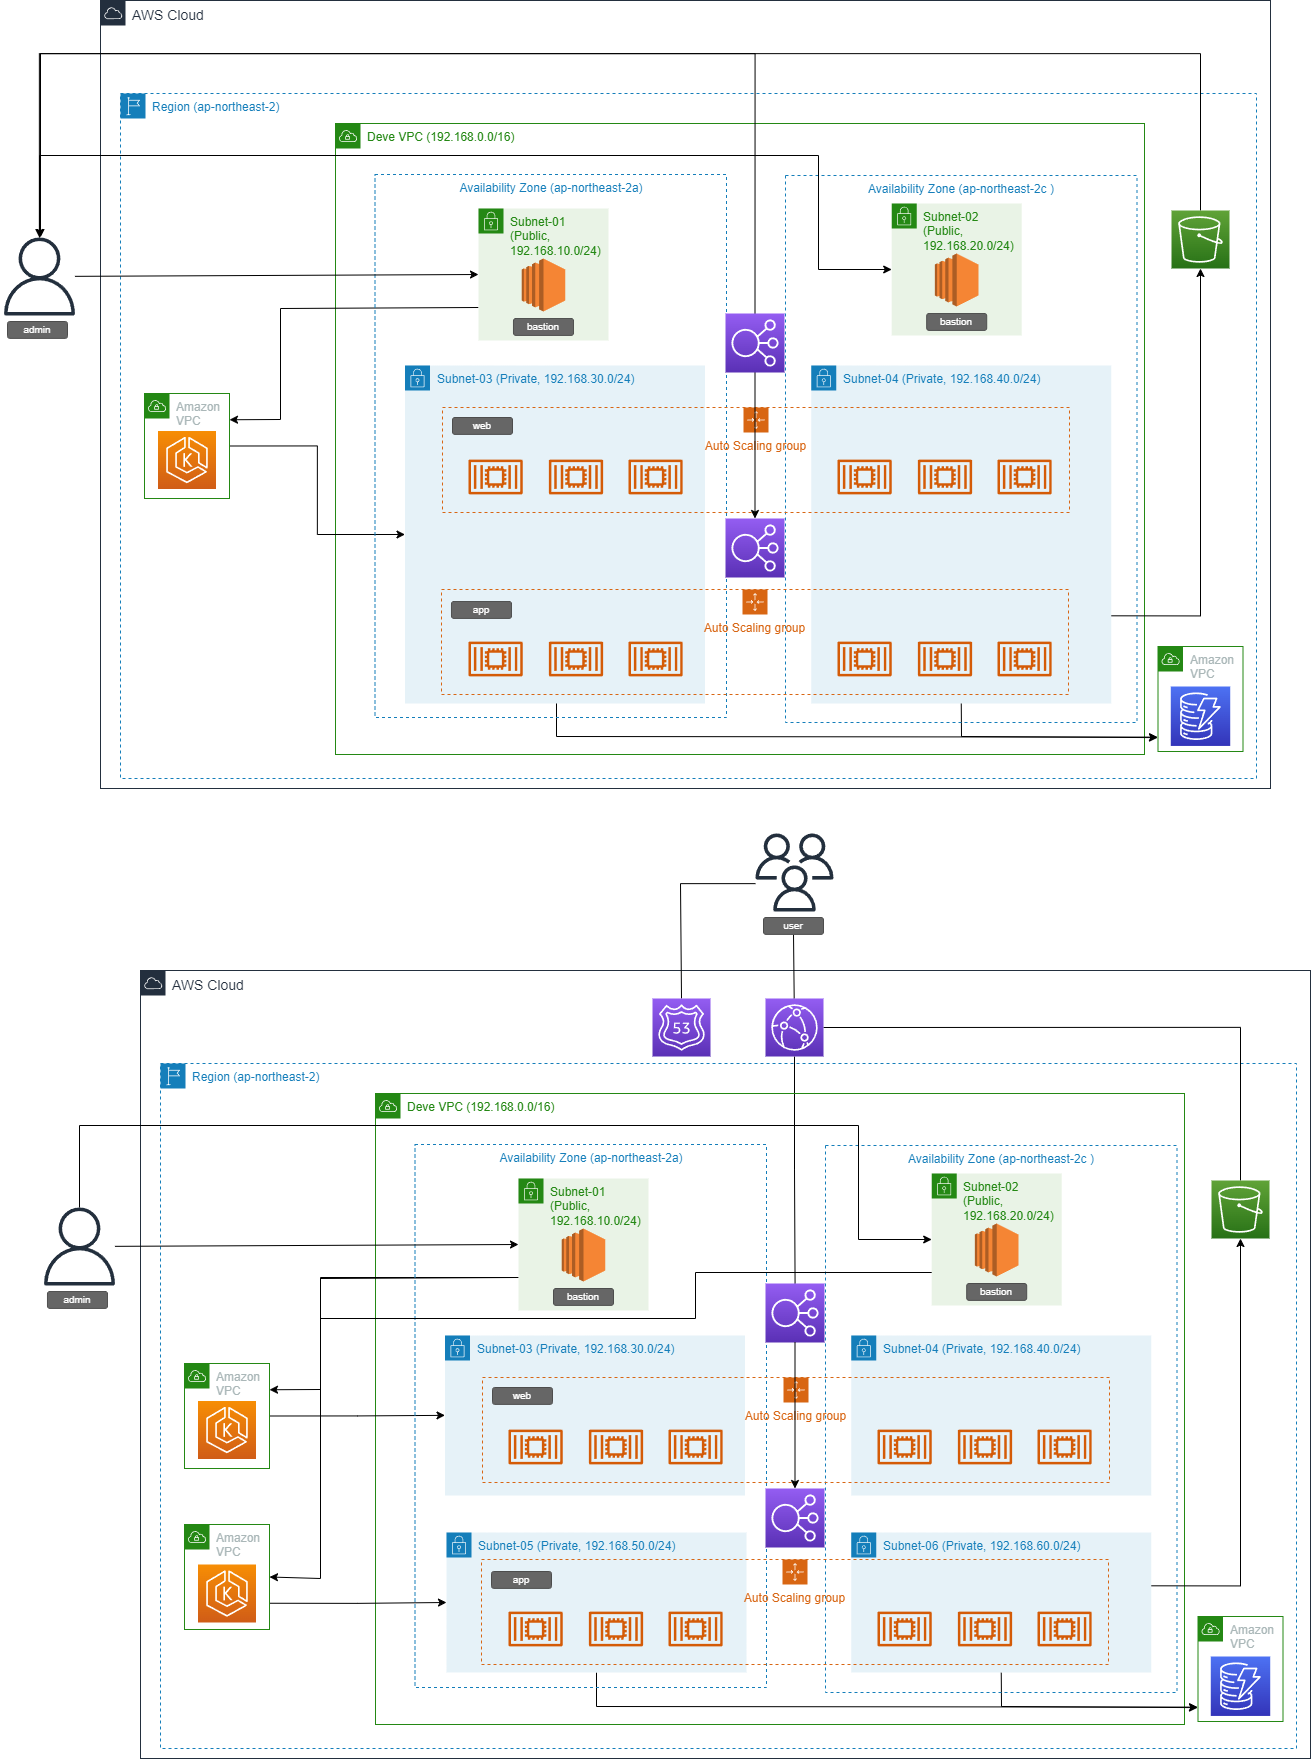 AWS Cloud
Region (ap-northeast-2)
Deve VPC (192.168.0.0/16)
Availability Zone (ap-northeast-2a)
Availability Zone (ap-northeast-2c )
Subnet-01
(Public,
192.168.10.0/24)
bastion
Subnet-02
(Public,
192.168.20.0/24)
bastion
admin
Subnet-03 (Private, 192.168.30.0/24)
Subnet-04 (Private, 192.168.40.0/24)
Amazon
VPC
K
web
Auto Scaling group
app
Auto Scaling group
Amazon
VPC
user
AWS Cloud
53
Region (ap-northeast-2)
Deve VPC (192.168.0.0/16)
Availability Zone (ap-northeast-2a)
Availability Zone (ap-northeast-2c )
Subnet-01
(Public,
192.168.10.0/24)
bastion
Subnet-02
(Public,
192.168.20.0/24)
bastion
admin
Subnet-03 (Private, 192.168.30.0/24)
Subnet-04 (Private, 192.168.40.0/24)
Amazon
VPC
K
web
Auto Scaling group
Amazon
VPC
K
Subnet-05 (Private, 192.168.50.0/24)
Subnet-06 (Private, 192.168.60.0/24)
app
Auto Scaling group
Amazon
VPC